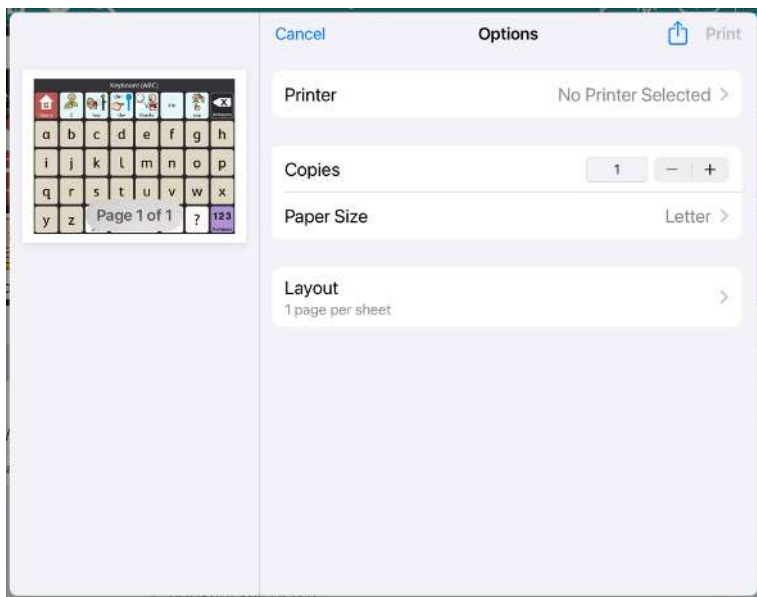 Cancel Options Print
Keyboard (ABC)
Printer No Printer Selected >
a b c d e f g h
i j k l m n o p
Copies 1 − +
q r s t u v w x
Page 1 of 1
y z ? 123
Paper Size Letter >
Layout >
1 page per sheet